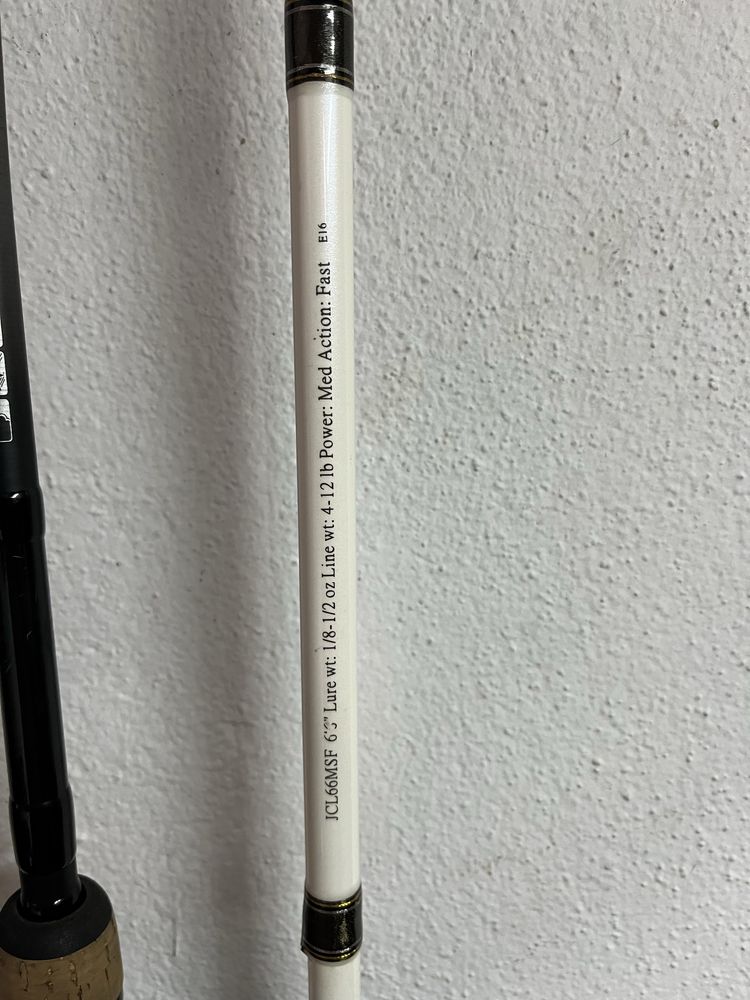 JCL66MSF 6'6" Lure wt: 1/8-1/2 oz Line wt: 4-12 lb Power: Med Action: Fast E16